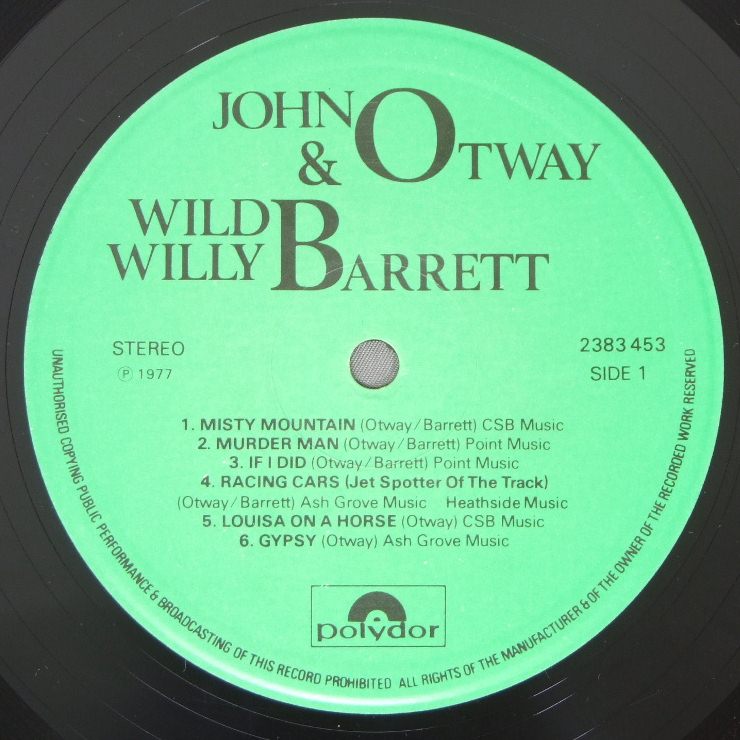 JOHN OTWAY
&
WILD WILLY BARRETT
STEREO
2383 453
℗ 1977
SIDE 1
1. MISTY MOUNTAIN (Otway/Barrett) CSB Music
2. MURDER MAN (Otway/Barrett) Point Music
3. IF I DID (Otway/Barrett) Point Music
4. RACING CARS (Jet Spotter Of The Track)
(Otway/Barrett) Ash Grove Music Heathside Music
5. LOUISA ON A HORSE (Otway) CSB Music
6. GYPSY (Otway) Ash Grove Music
polydor
UNAUTHORISED COPYING PUBLIC PERFORMANCE & BROADCASTING OF THIS RECORD PROHIBITED ALL RIGHTS OF THE MANUFACTURER & OF THE OWNER OF THE RECORDED WORK RESERVED